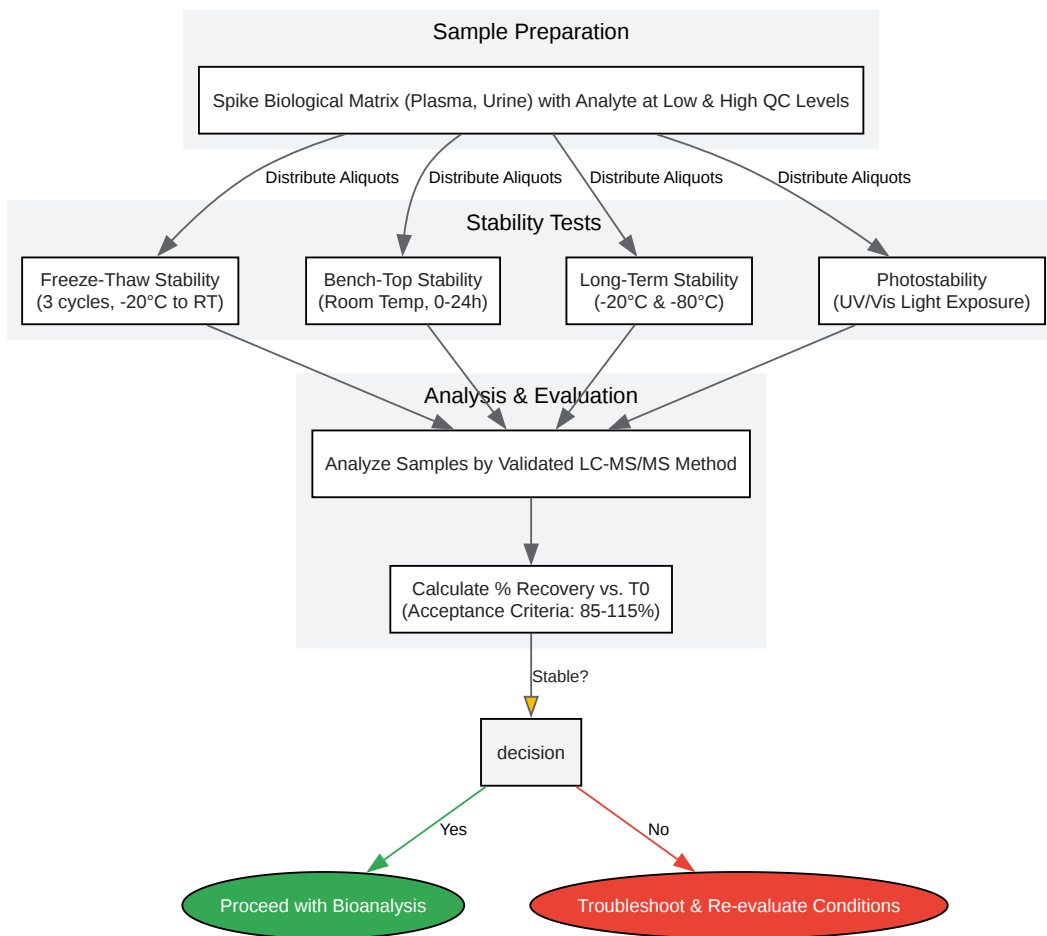 Sample Preparation
Spike Biological Matrix (Plasma, Urine) with Analyte at Low & High QC Levels
Distribute Aliquots
Distribute Aliquots
Distribute Aliquots
Distribute Aliquots
Stability Tests
Freeze-Thaw Stability
(3 cycles, -20°C to RT)
Bench-Top Stability
(Room Temp, 0-24h)
Long-Term Stability
(-20°C & -80°C)
Photostability
(UV/Vis Light Exposure)
Analysis & Evaluation
Analyze Samples by Validated LC-MS/MS Method
Calculate % Recovery vs. T0
(Acceptance Criteria: 85-115%)
Stable?
decision
Yes
No
Proceed with Bioanalysis
Troubleshoot & Re-evaluate Conditions